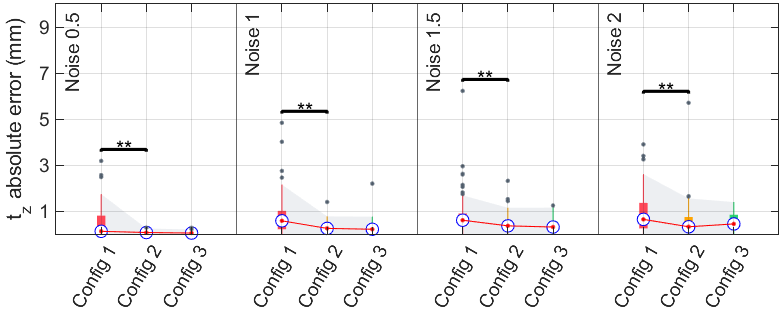 t_z absolute error (mm)
9
7
5
3
1
Noise 0.5
Noise 1
Noise 1.5
Noise 2
**
**
**
**
Config 1
Config 2
Config 3
Config 1
Config 2
Config 3
Config 1
Config 2
Config 3
Config 1
Config 2
Config 3